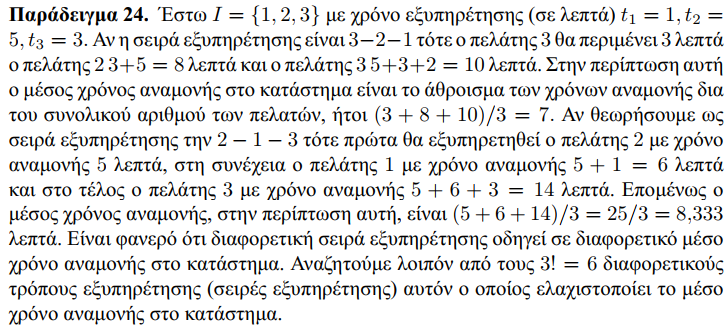 Παράδειγμα 24. Έστω I = {1, 2, 3} με χρόνο εξυπηρέτησης (σε λεπτά) t₁ = 1, t₂ =
5, t₃ = 3. Αν η σειρά εξυπηρέτησης είναι 3−2−1 τότε ο πελάτης 3 θα περιμένει 3 λεπτά
ο πελάτης 2 3+5 = 8 λεπτά και ο πελάτης 3 5+3+2 = 10 λεπτά. Στην περίπτωση αυτή
ο μέσος χρόνος αναμονής στο κατάστημα είναι το άθροισμα των χρόνων αναμονής δια
του συνολικού αριθμού των πελατών, ήτοι (3 + 8 + 10)/3 = 7. Αν θεωρήσουμε ως
σειρά εξυπηρέτησης την 2 − 1 − 3 τότε πρώτα θα εξυπηρετηθεί ο πελάτης 2 με χρόνο
αναμονής 5 λεπτά, στη συνέχεια ο πελάτης 1 με χρόνο αναμονής 5 + 1 = 6 λεπτά
και στο τέλος ο πελάτης 3 με χρόνο αναμονής 5 + 6 + 3 = 14 λεπτά. Επομένως ο
μέσος χρόνος αναμονής, στην περίπτωση αυτή, είναι (5 + 6 + 14)/3 = 25/3 = 8,333
λεπτά. Είναι φανερό ότι διαφορετική σειρά εξυπηρέτησης οδηγεί σε διαφορετικό μέσο
χρόνο αναμονής στο κατάστημα. Αναζητούμε λοιπόν από τους 3! = 6 διαφορετικούς
τρόπους εξυπηρέτησης (σειρές εξυπηρέτησης) αυτόν ο οποίος ελαχιστοποιεί το μέσο
χρόνο αναμονής στο κατάστημα.